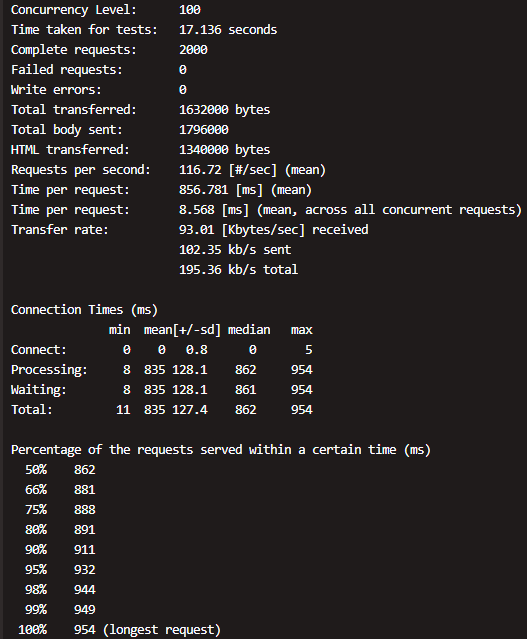 Concurrency Level:      100
Time taken for tests:   17.136 seconds
Complete requests:      2000
Failed requests:        0
Write errors:           0
Total transferred:      1632000 bytes
Total body sent:        1796000
HTML transferred:       1340000 bytes
Requests per second:    116.72 [#/sec] (mean)
Time per request:       856.781 [ms] (mean)
Time per request:       8.568 [ms] (mean, across all concurrent requests)
Transfer rate:          93.01 [Kbytes/sec] received
                        102.35 kb/s sent
                        195.36 kb/s total

Connection Times (ms)
              min  mean[+/-sd] median   max
Connect:        0    0   0.8      0       5
Processing:     8  835 128.1    862     954
Waiting:        8  835 128.1    861     954
Total:         11  835 127.4    862     954

Percentage of the requests served within a certain time (ms)
  50%    862
  66%    881
  75%    888
  80%    891
  90%    911
  95%    932
  98%    944
  99%    949
 100%    954 (longest request)